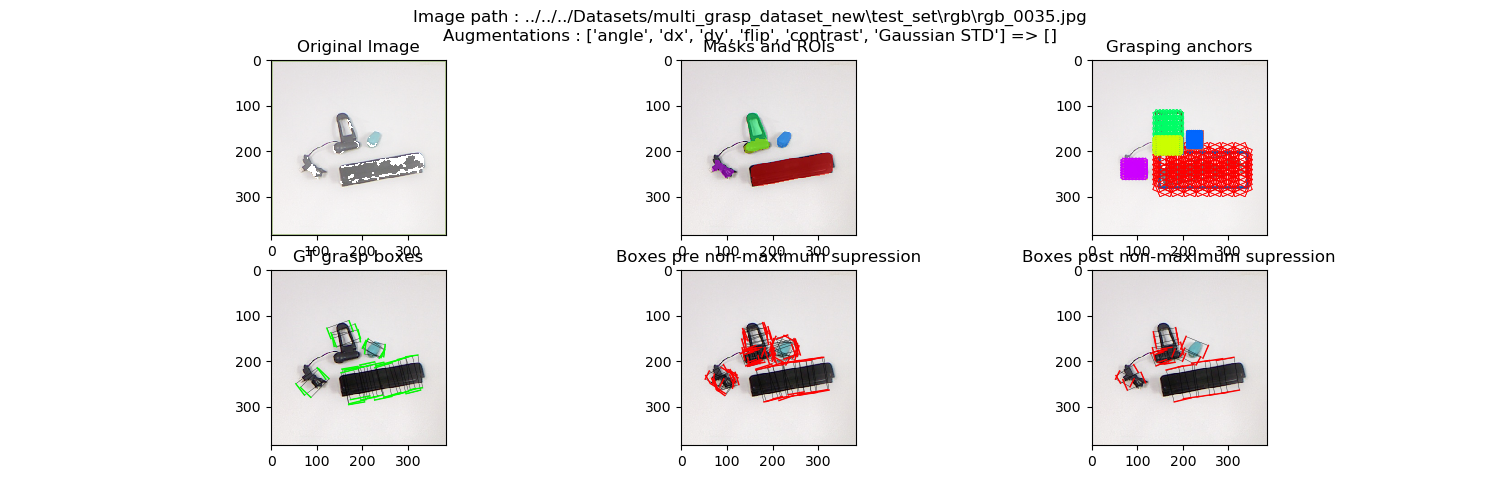 Image path : ../../../Datasets/multi_grasp_dataset_new\test_set\rgb\rgb_0035.jpg
Augmentations : ['angle', 'dx', 'dy', 'flip', 'contrast', 'Gaussian STD'] => []
Original Image
Masks and ROIs
Grasping anchors
0
100
200
300
0 100 200 300
0
100
200
300
0 100 200 300
0
100
200
300
0 100 200 300
GT grasp boxes
Boxes pre non-maximum supression
Boxes post non-maximum supression
0
100
200
300
0 100 200 300
0
100
200
300
0 100 200 300
0
100
200
300
0 100 200 300